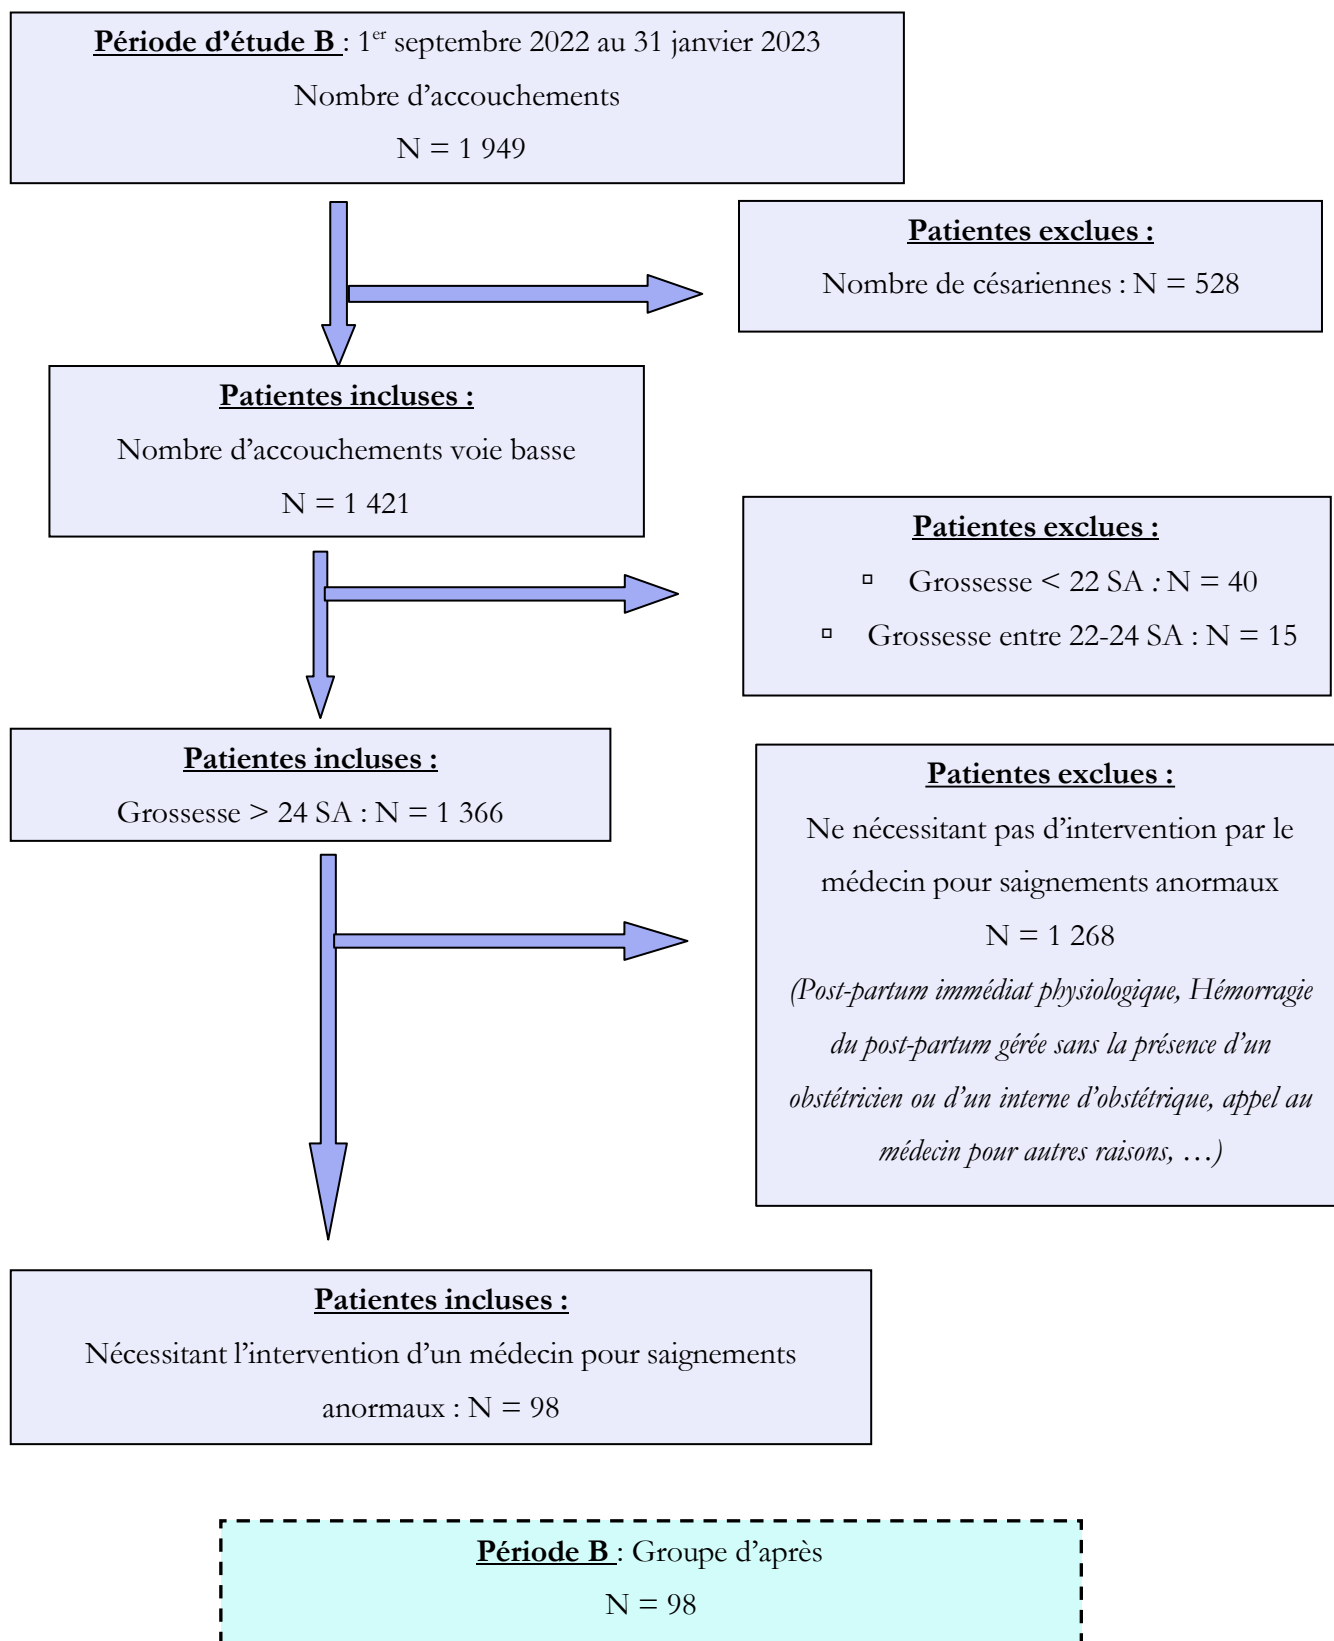 Période d’étude B : 1er septembre 2022 au 31 janvier 2023
Nombre d’accouchements
N = 1 949
Patientes exclues :
Nombre de césariennes : N = 528
Patientes incluses :
Nombre d’accouchements voie basse
N = 1 421
Patientes exclues :
▫ Grossesse < 22 SA : N = 40
▫ Grossesse entre 22-24 SA : N = 15
Patientes incluses :
Grossesse > 24 SA : N = 1 366
Patientes exclues :
Ne nécessitant pas d’intervention par le
médecin pour saignements anormaux
N = 1 268
(Post-partum immédiat physiologique, Hémorragie
du post-partum gérée sans la présence d’un
obstétricien ou d’un interne d’obstétrique, appel au
médecin pour autres raisons, …)
Patientes incluses :
Nécessitant l’intervention d’un médecin pour saignements
anormaux : N = 98
Période B : Groupe d’après
N = 98